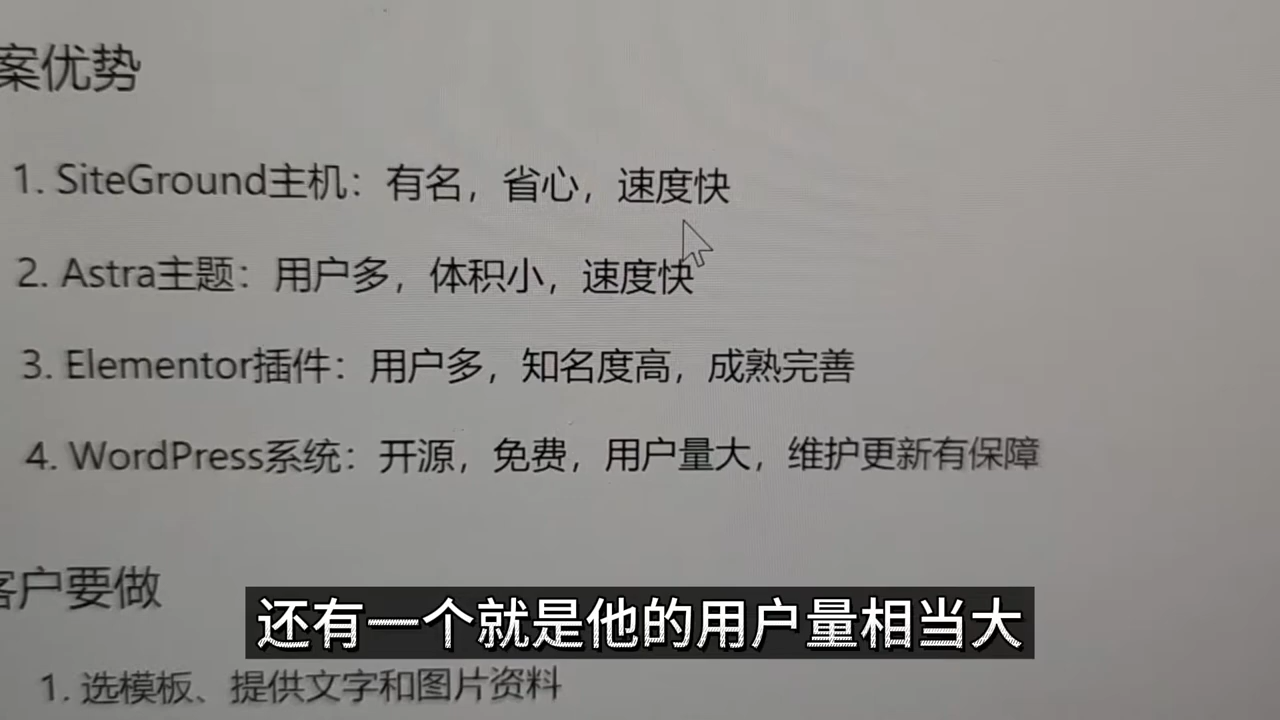 案优势
1. SiteGround主机：有名，省心，速度快
2. Astra主题：用户多，体积小，速度快
3. Elementor插件：用户多，知名度高，成熟完善
4. WordPress系统：开源，免费，用户量大，维护更新有保障
客户要做
还有一个就是他的用户量相当大
1. 选模板、提供文字和图片资料